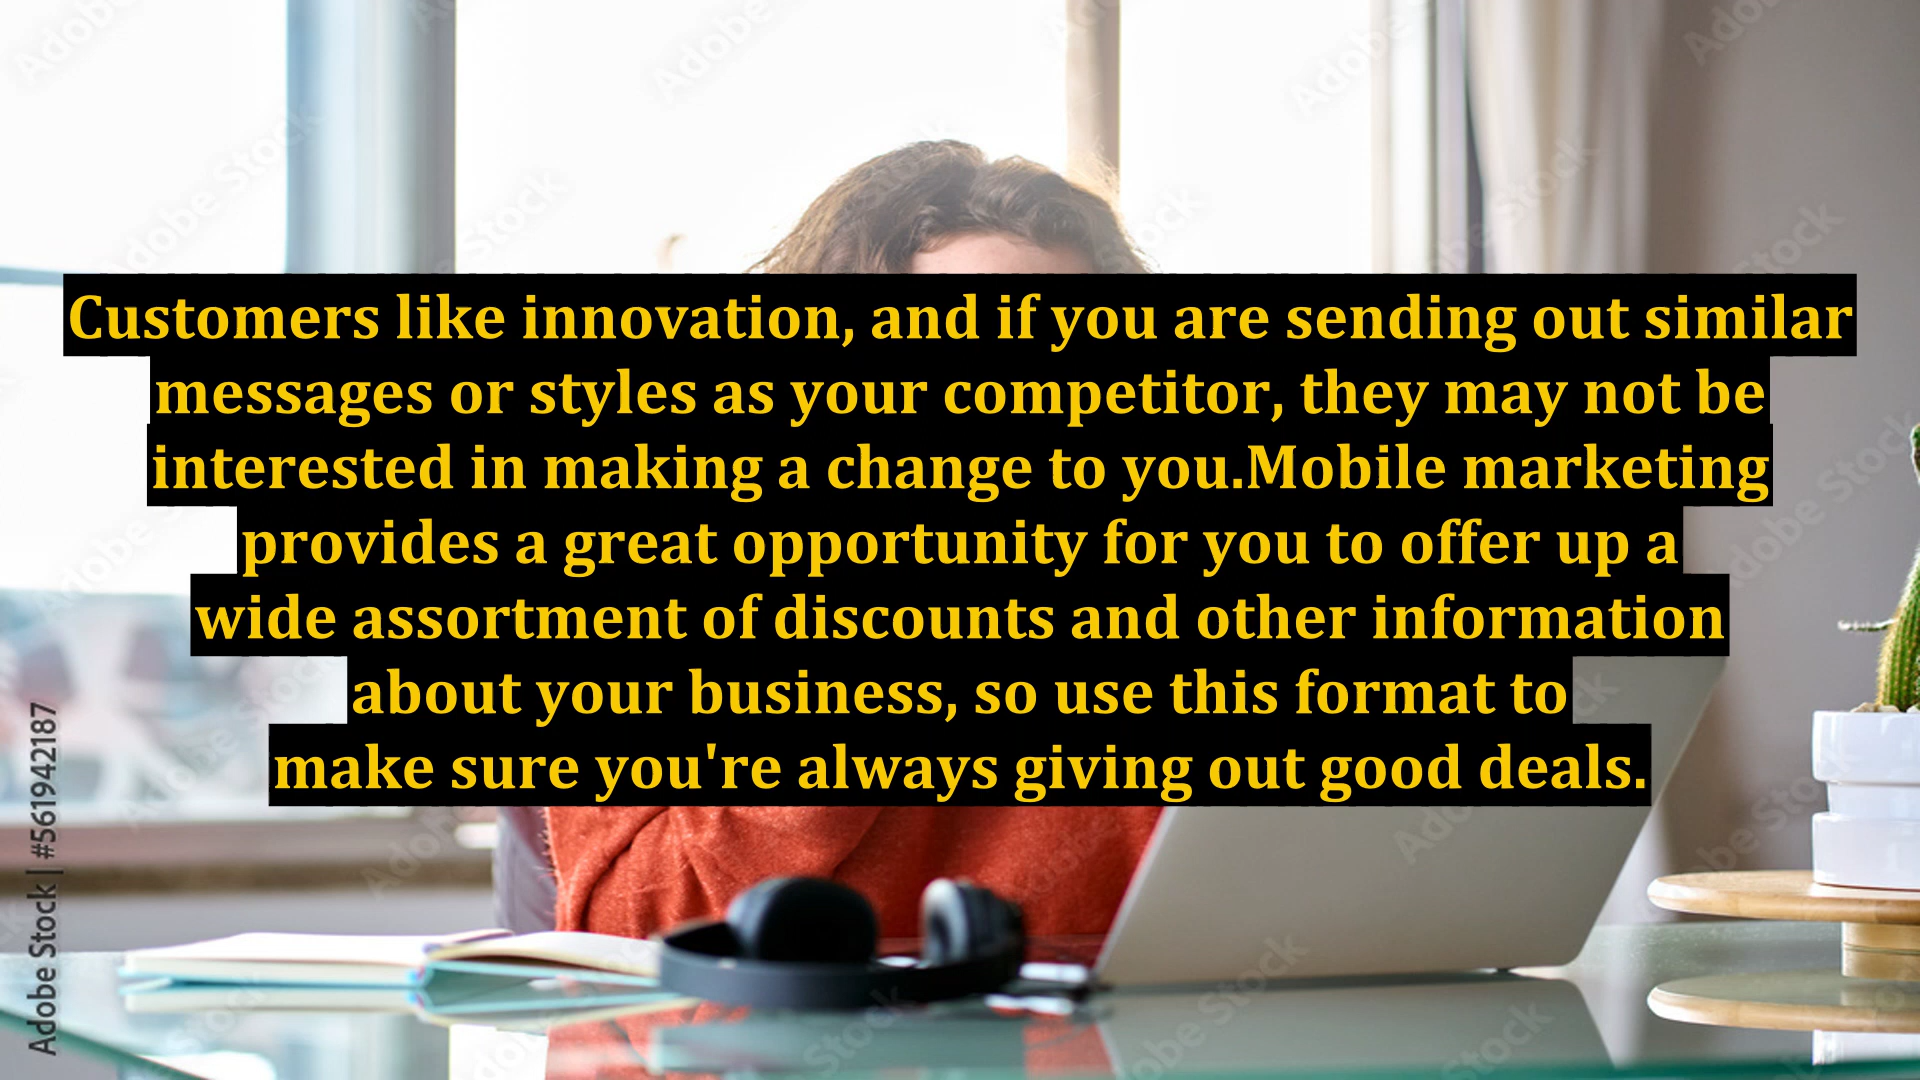 Customers like innovation, and if you are sending out similar
messages or styles as your competitor, they may not be
interested in making a change to you.Mobile marketing
provides a great opportunity for you to offer up a
wide assortment of discounts and other information
about your business, so use this format to
make sure you're always giving out good deals.
Adobe Stock | #561942187